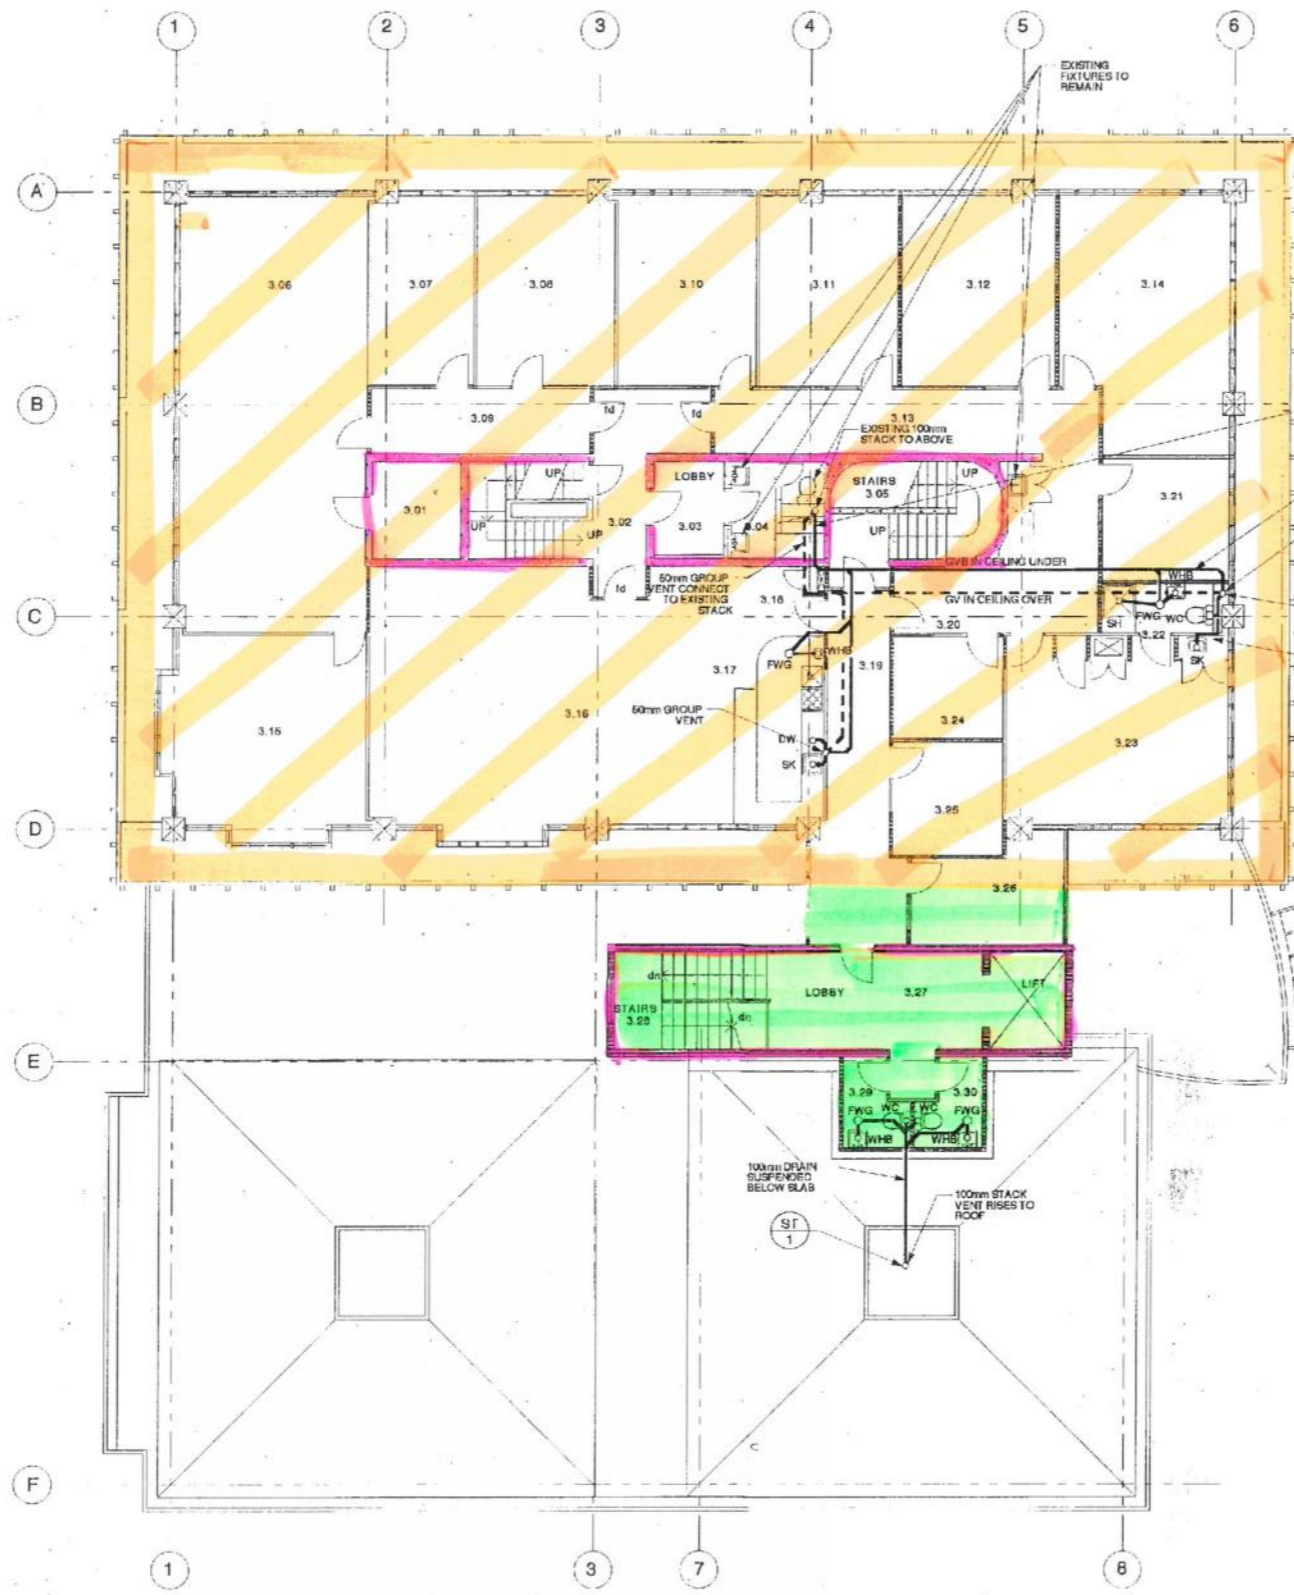 1 2 3 4 5 6
EXISTING
FIXTURES TO
REMAIN
A
3.06 3.07 3.08 3.10 3.11 3.12 3.14
B
3.09 fd fd 3.13
EXISTING 100mm
STACK TO ABOVE
UP LOBBY STAIRS UP
3.05
3.21
3.01 3.02 3.03 3.04
UP UP UP
GVB IN CEILING UNDER
50mm GROUP
VENT CONNECT
TO EXISTING
STACK
fd 3.18
GV IN CEILING OVER
WHB
C
3.20 SH FWG WC
3.22
SK
FWG WHB
3.17 3.19
50mm GROUP
VENT
3.15 3.16 3.24 3.23
DW
SK
3.25
D
3.26
dn LOBBY 3.27 LIFT
STAIRS
3.28
dn
E
3.29 3.30
FWG WC WC FWG
WHB WHB
100mm DRAIN
SUSPENDED
BELOW SLAB
100mm STACK
VENT RISES TO
ROOF
ST
1
F
1 3 7 8